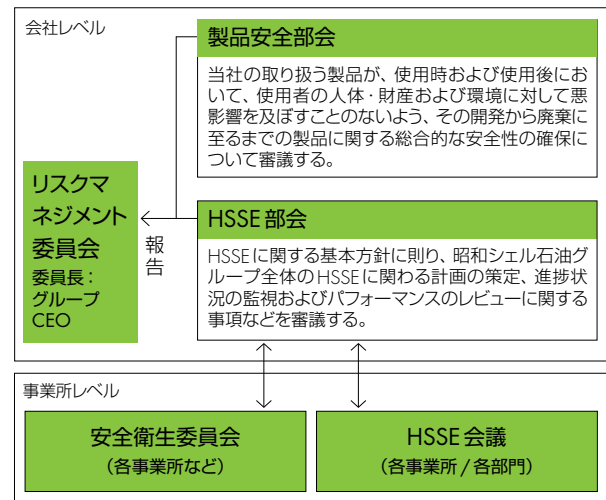 会社レベル
製品安全部会
当社の取り扱う製品が、使用時および使用後にお
いて、使用者の人体・財産および環境に対して悪
影響を及ぼすことのないよう、その開発から廃棄に
至るまでの製品に関する総合的な安全性の確保に
ついて審議する。
リスクマ
ネジメント
委員会
委員長：
グループ
CEO
報
告
HSSE部会
HSSEに関する基本方針に則り、昭和シェル石油グ
ループ全体のHSSEに関わる計画の策定、進捗状
況の監視およびパフォーマンスのレビューに関する
事項などを審議する。
事業所レベル
安全衛生委員会
（各事業所など）
HSSE会議
（各事業所/各部門）